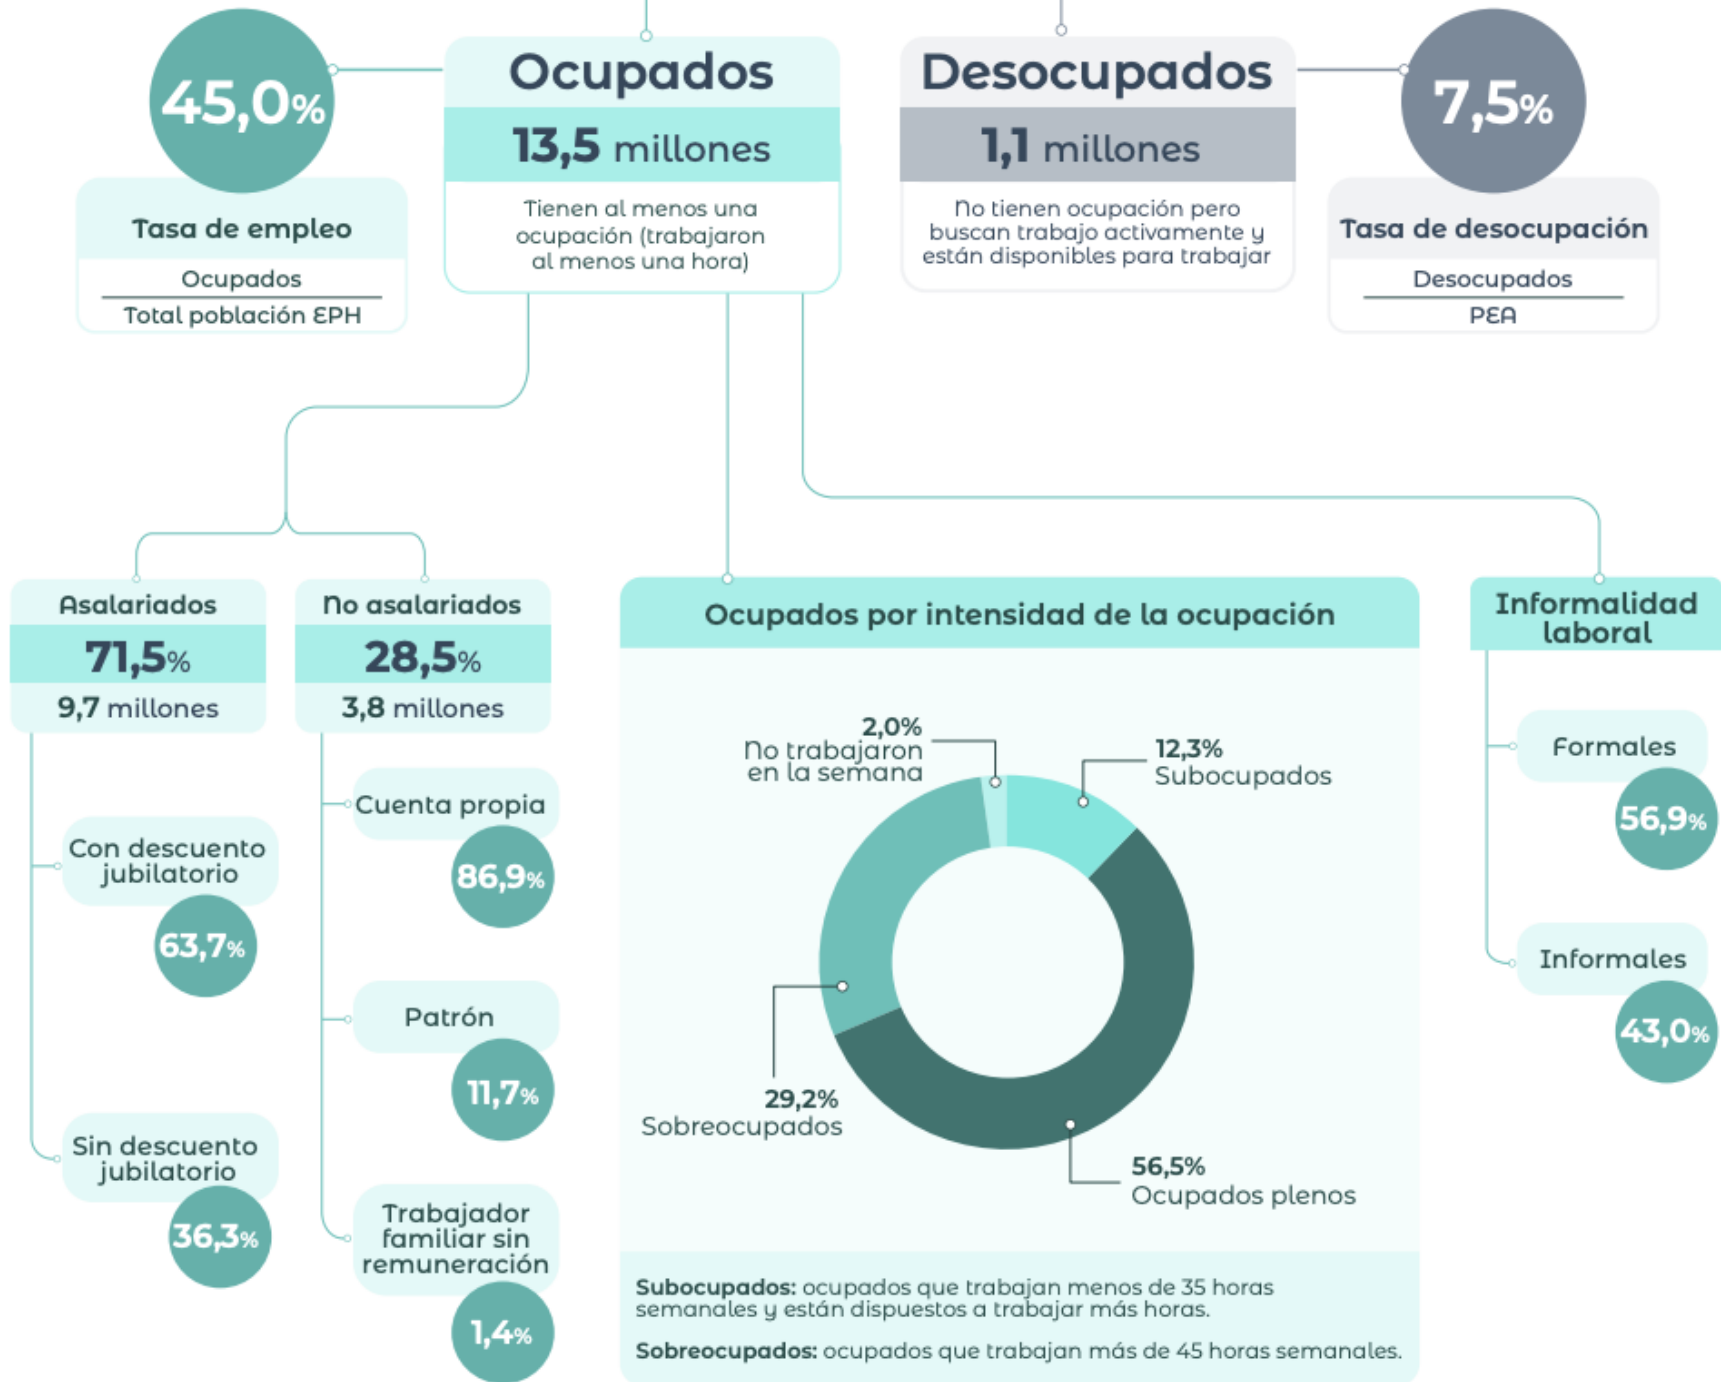 45,0%
Tasa de empleo
Ocupados
Total población EPH
Ocupados
13,5 millones
Tienen al menos una
ocupación (trabajaron
al menos una hora)
Desocupados
1,1 millones
No tienen ocupación pero
buscan trabajo activamente y
están disponibles para trabajar
7,5%
Tasa de desocupación
Desocupados
PEA
Asalariados
71,5%
9,7 millones
Con descuento
jubilatorio
63,7%
Sin descuento
jubilatorio
36,3%
No asalariados
28,5%
3,8 millones
Cuenta propia
86,9%
Patrón
11,7%
Trabajador
familiar sin
remuneración
1,4%
Ocupados por intensidad de la ocupación
2,0%
No trabajaron
en la semana
12,3%
Subocupados
29,2%
Sobreocupados
56,5%
Ocupados plenos
Subocupados: ocupados que trabajan menos de 35 horas
semanales y están dispuestos a trabajar más horas.
Sobreocupados: ocupados que trabajan más de 45 horas semanales.
Informalidad
laboral
Formales
56,9%
Informales
43,0%